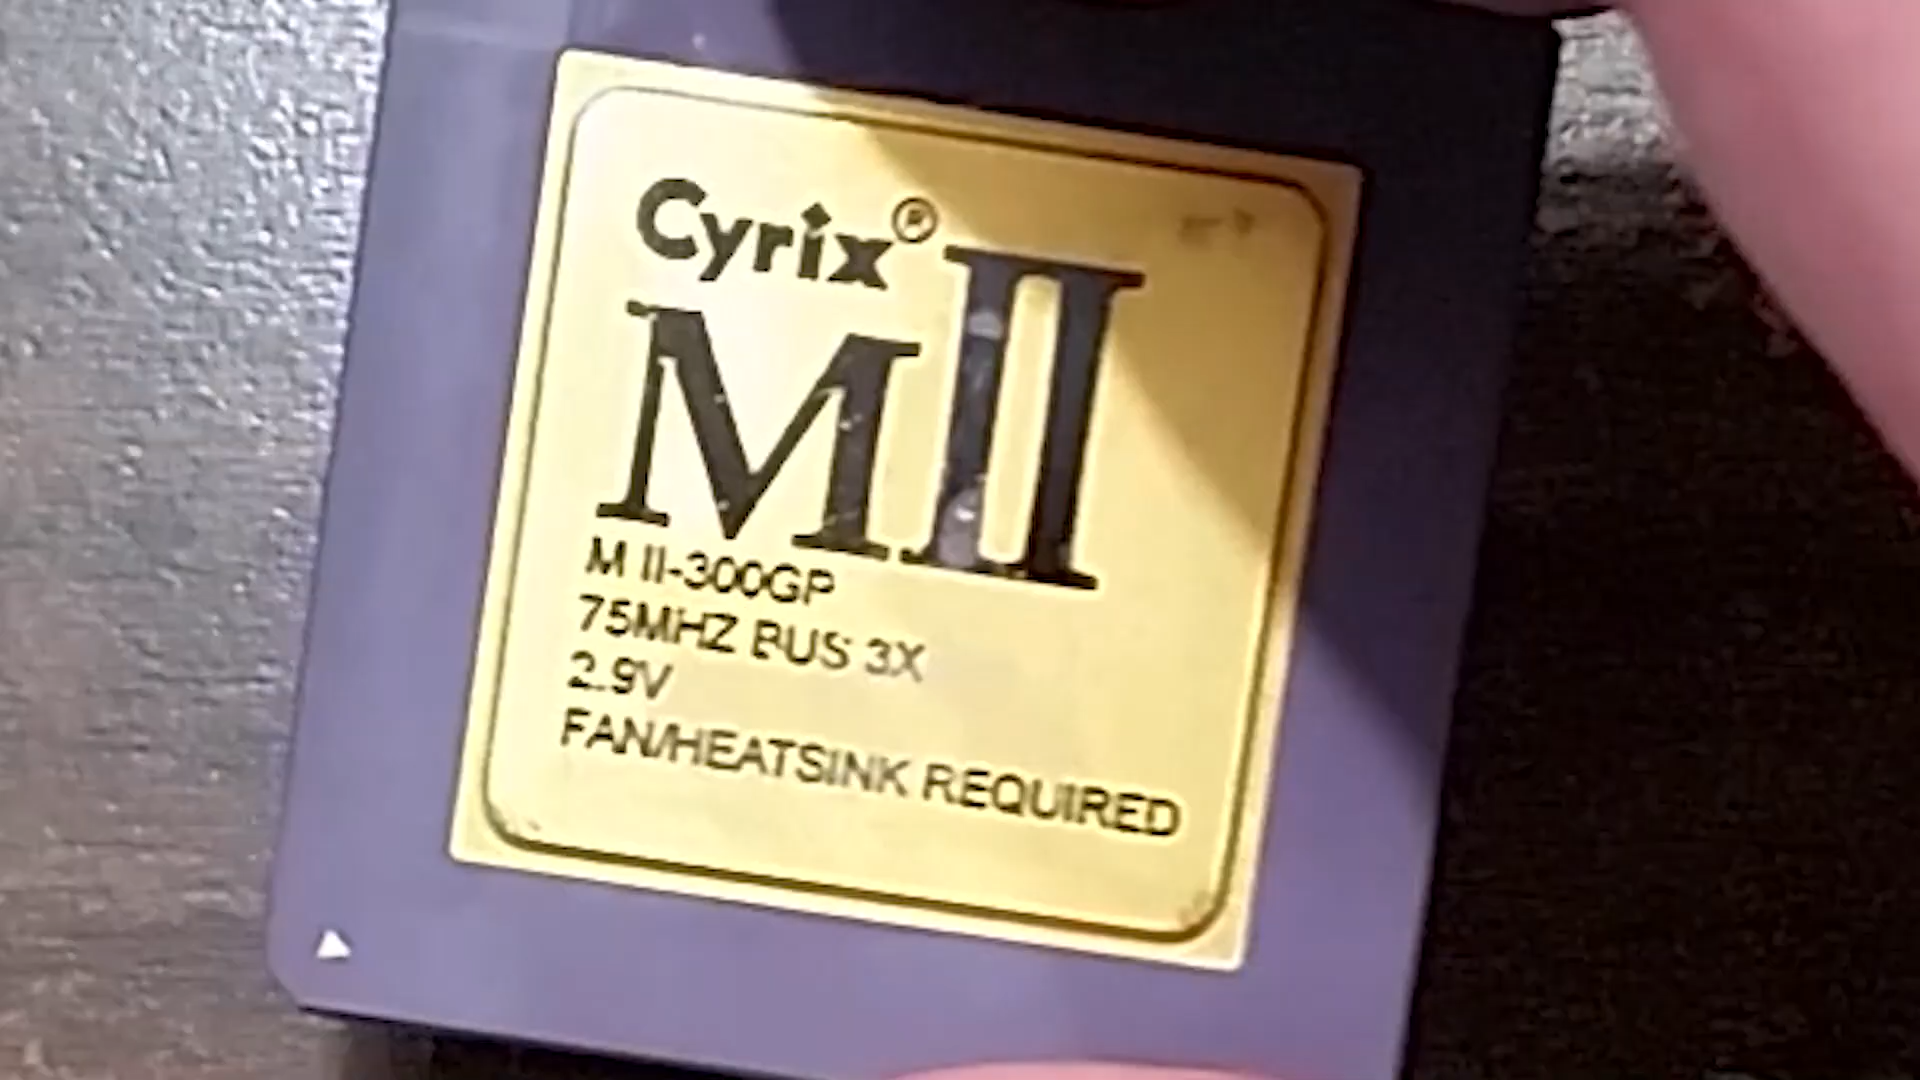 Cyrix®
MII
M II-300GP
75MHZ BUS 3X
2.9V
FAN/HEATSINK REQUIRED